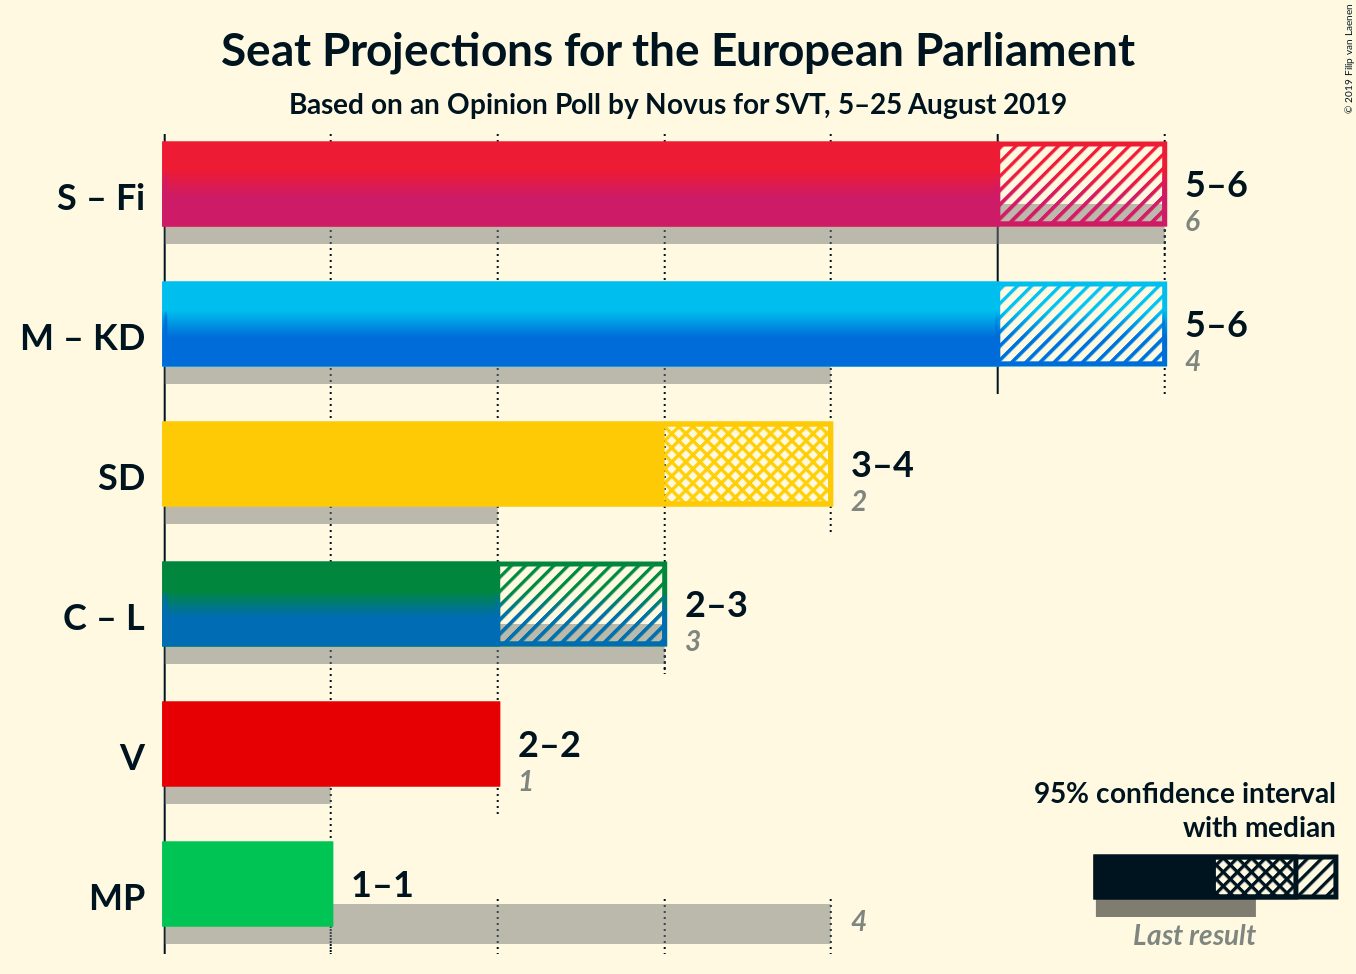 Seat Projections for the European Parliament
Based on an Opinion Poll by Novus for SVT, 5–25 August 2019
© 2019 Filip van Laenen
S – Fi
5–6
6
M – KD
5–6
4
SD
3–4
2
C – L
2–3
3
V
2–2
1
MP
1–1
4
95% confidence interval
with median
Last result